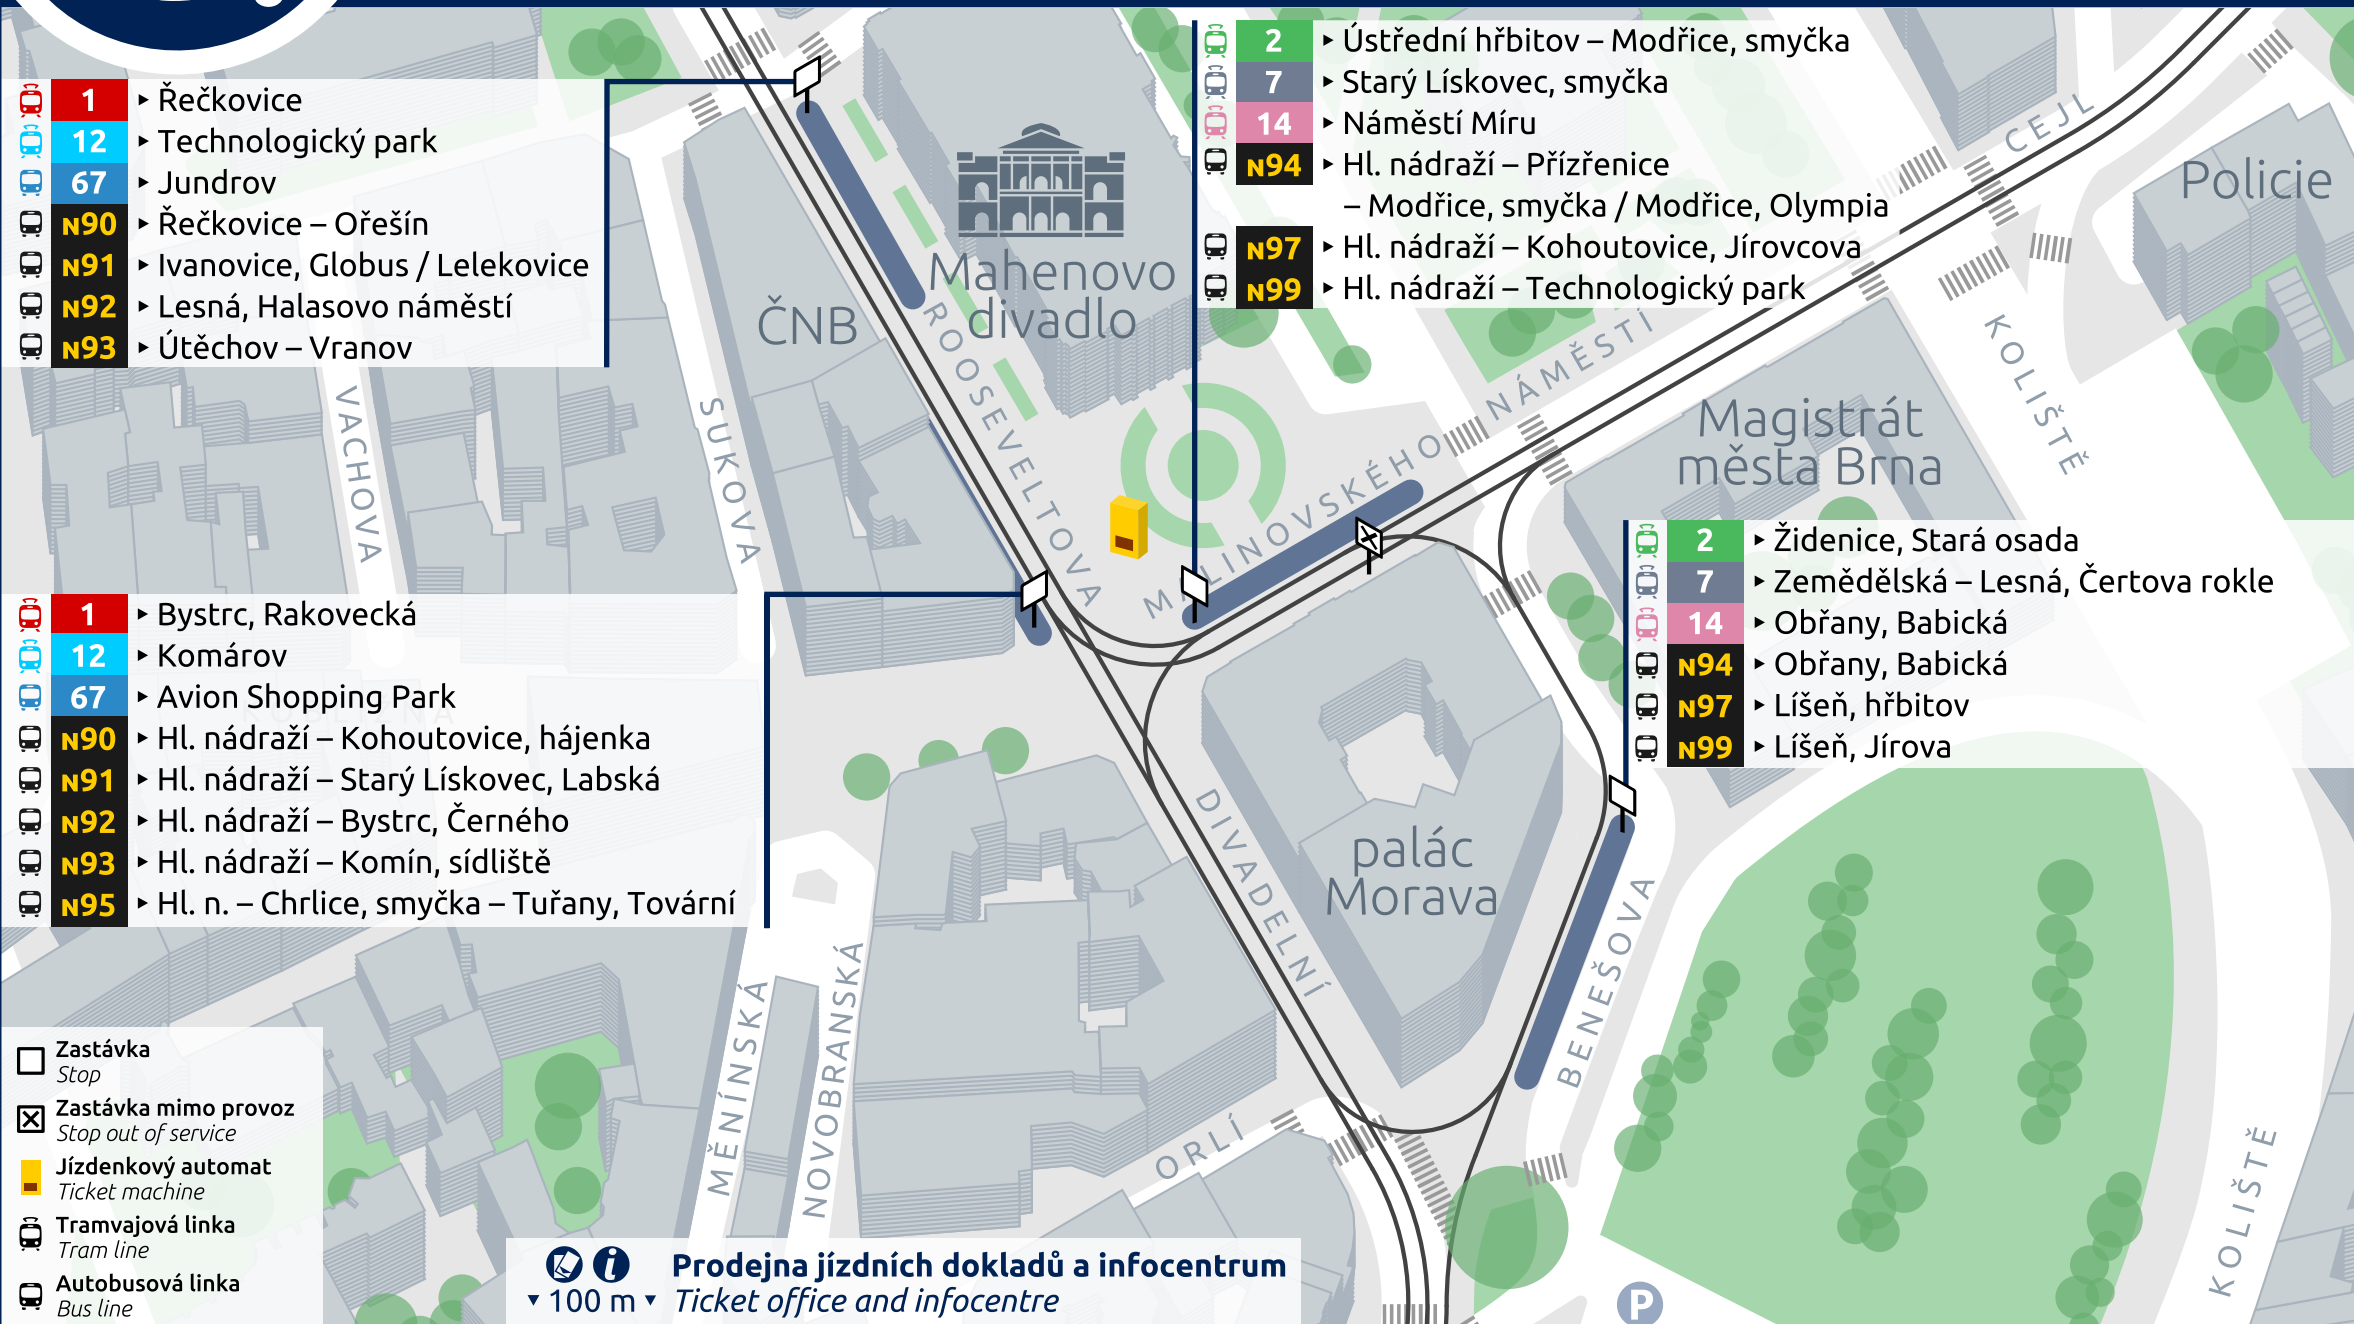 1 ▸ Řečkovice
12 ▸ Technologický park
67 ▸ Jundrov
N90 ▸ Řečkovice – Ořešín
N91 ▸ Ivanovice, Globus / Lelekovice
N92 ▸ Lesná, Halasovo náměstí
N93 ▸ Útěchov – Vranov
2 ▸ Ústřední hřbitov – Modřice, smyčka
7 ▸ Starý Lískovec, smyčka
14 ▸ Náměstí Míru
N94 ▸ Hl. nádraží – Přízřenice
– Modřice, smyčka / Modřice, Olympia
N97 ▸ Hl. nádraží – Kohoutovice, Jírovcova
N99 ▸ Hl. nádraží – Technologický park
CEJL
Policie
Mahenovo
divadlo
ČNB
ROOSEVELTOVA
VACHOVA
SUKOVA
MALINOVSKÉHO NÁMĚSTÍ
KOLIŠTĚ
Magistrát
města Brna
2 ▸ Židenice, Stará osada
7 ▸ Zemědělská – Lesná, Čertova rokle
14 ▸ Obřany, Babická
N94 ▸ Obřany, Babická
N97 ▸ Líšeň, hřbitov
N99 ▸ Líšeň, Jírova
1 ▸ Bystrc, Rakovecká
12 ▸ Komárov
67 ▸ Avion Shopping Park
N90 ▸ Hl. nádraží – Kohoutovice, hájenka
N91 ▸ Hl. nádraží – Starý Lískovec, Labská
N92 ▸ Hl. nádraží – Bystrc, Černého
N93 ▸ Hl. nádraží – Komín, sídliště
N95 ▸ Hl. n. – Chrlice, smyčka – Tuřany, Tovární
palác
Morava
DIVADELNÍ
BENEŠOVA
MĚNÍNSKÁ
NOVOBRANSKÁ
ORLÍ
KOLIŠTĚ
Zastávka
Stop
Zastávka mimo provoz
Stop out of service
Jízdenkový automat
Ticket machine
Tramvajová linka
Tram line
Autobusová linka
Bus line
Prodejna jízdních dokladů a infocentrum
▾ 100 m ▾ Ticket office and infocentre
P